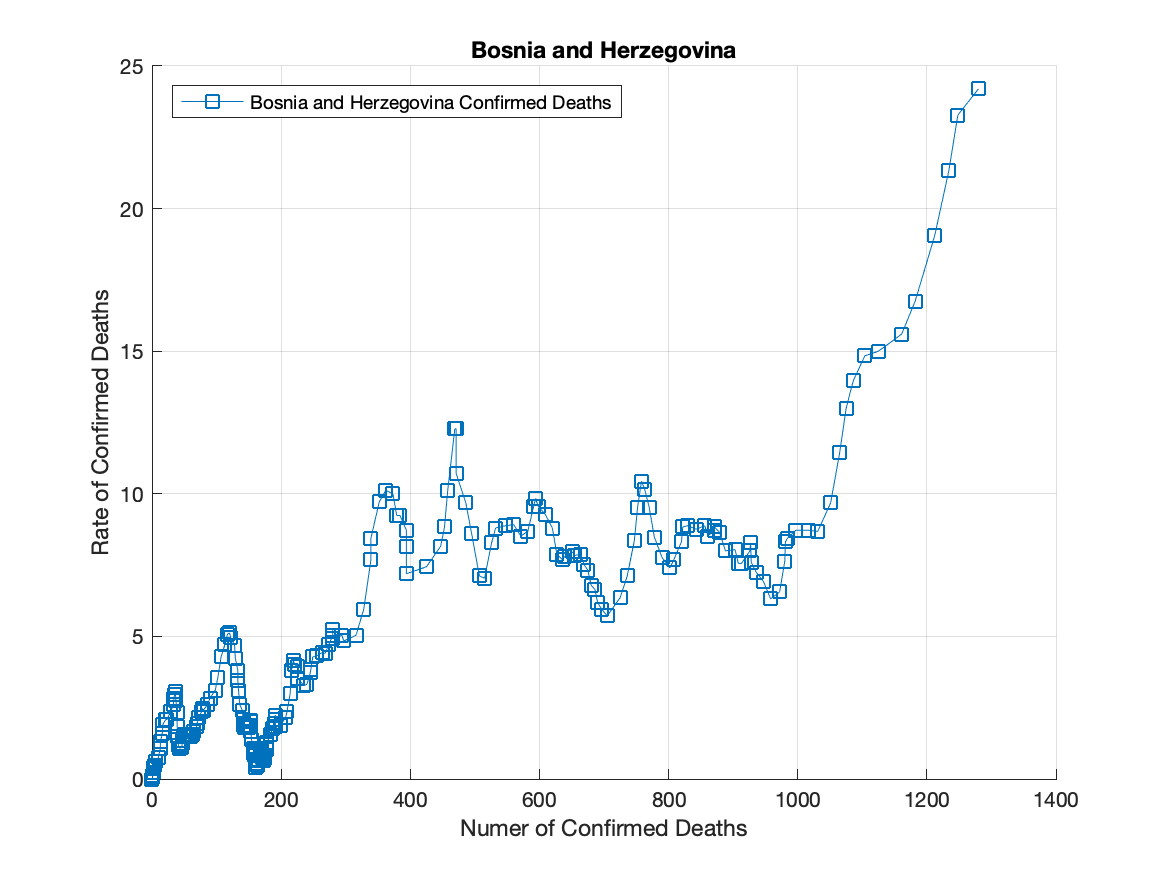 Bosnia and Herzegovina
Bosnia and Herzegovina Confirmed Deaths
25
20
15
10
5
0
Rate of Confirmed Deaths
0 200 400 600 800 1000 1200 1400
Numer of Confirmed Deaths